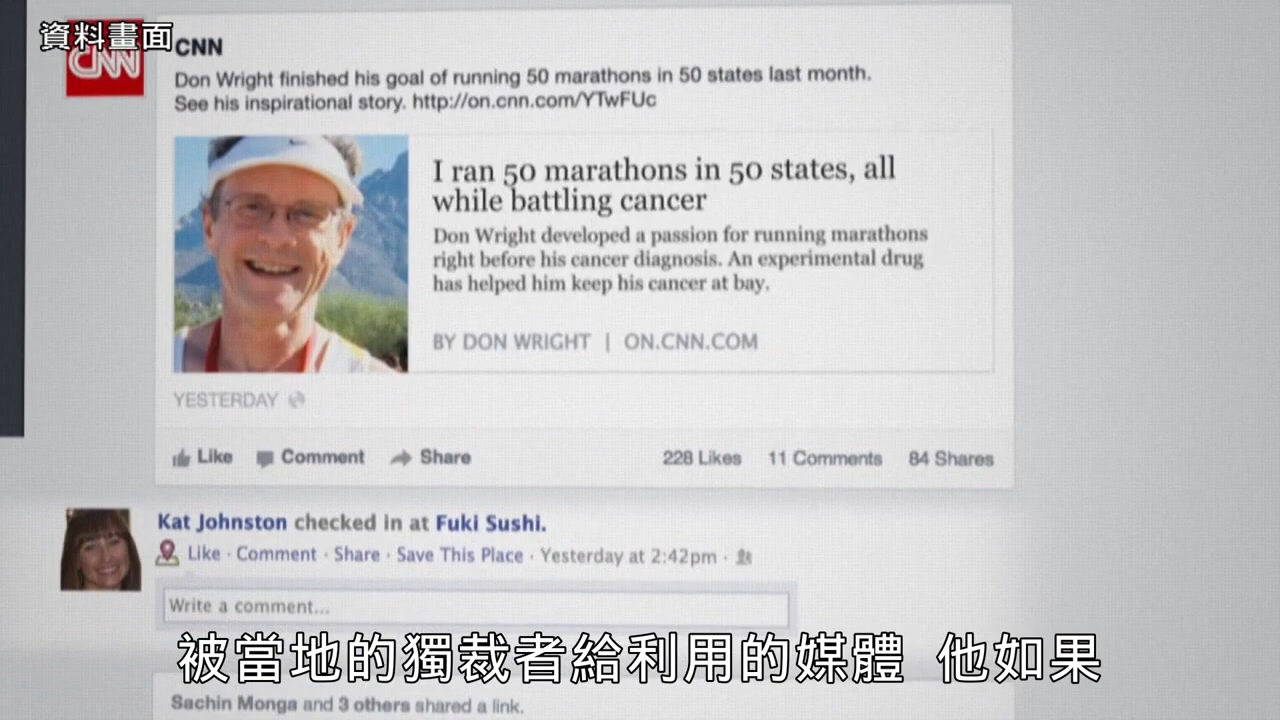 資料畫面
CNN
CNN
Don Wright finished his goal of running 50 marathons in 50 states last month.
See his inspirational story. http://on.cnn.com/YTwFUc
I ran 50 marathons in 50 states, all
while battling cancer
Don Wright developed a passion for running marathons
right before his cancer diagnosis. An experimental drug
has helped him keep his cancer at bay.
BY DON WRIGHT | ON.CNN.COM
YESTERDAY
Like Comment Share 228 Likes 11 Comments 84 Shares
Kat Johnston checked in at Fuki Sushi.
Like · Comment · Share · Save This Place · Yesterday at 2:42pm ·
Write a comment...
被當地的獨裁者給利用的媒體 他如果
Sachin Monga and 3 others shared a link.